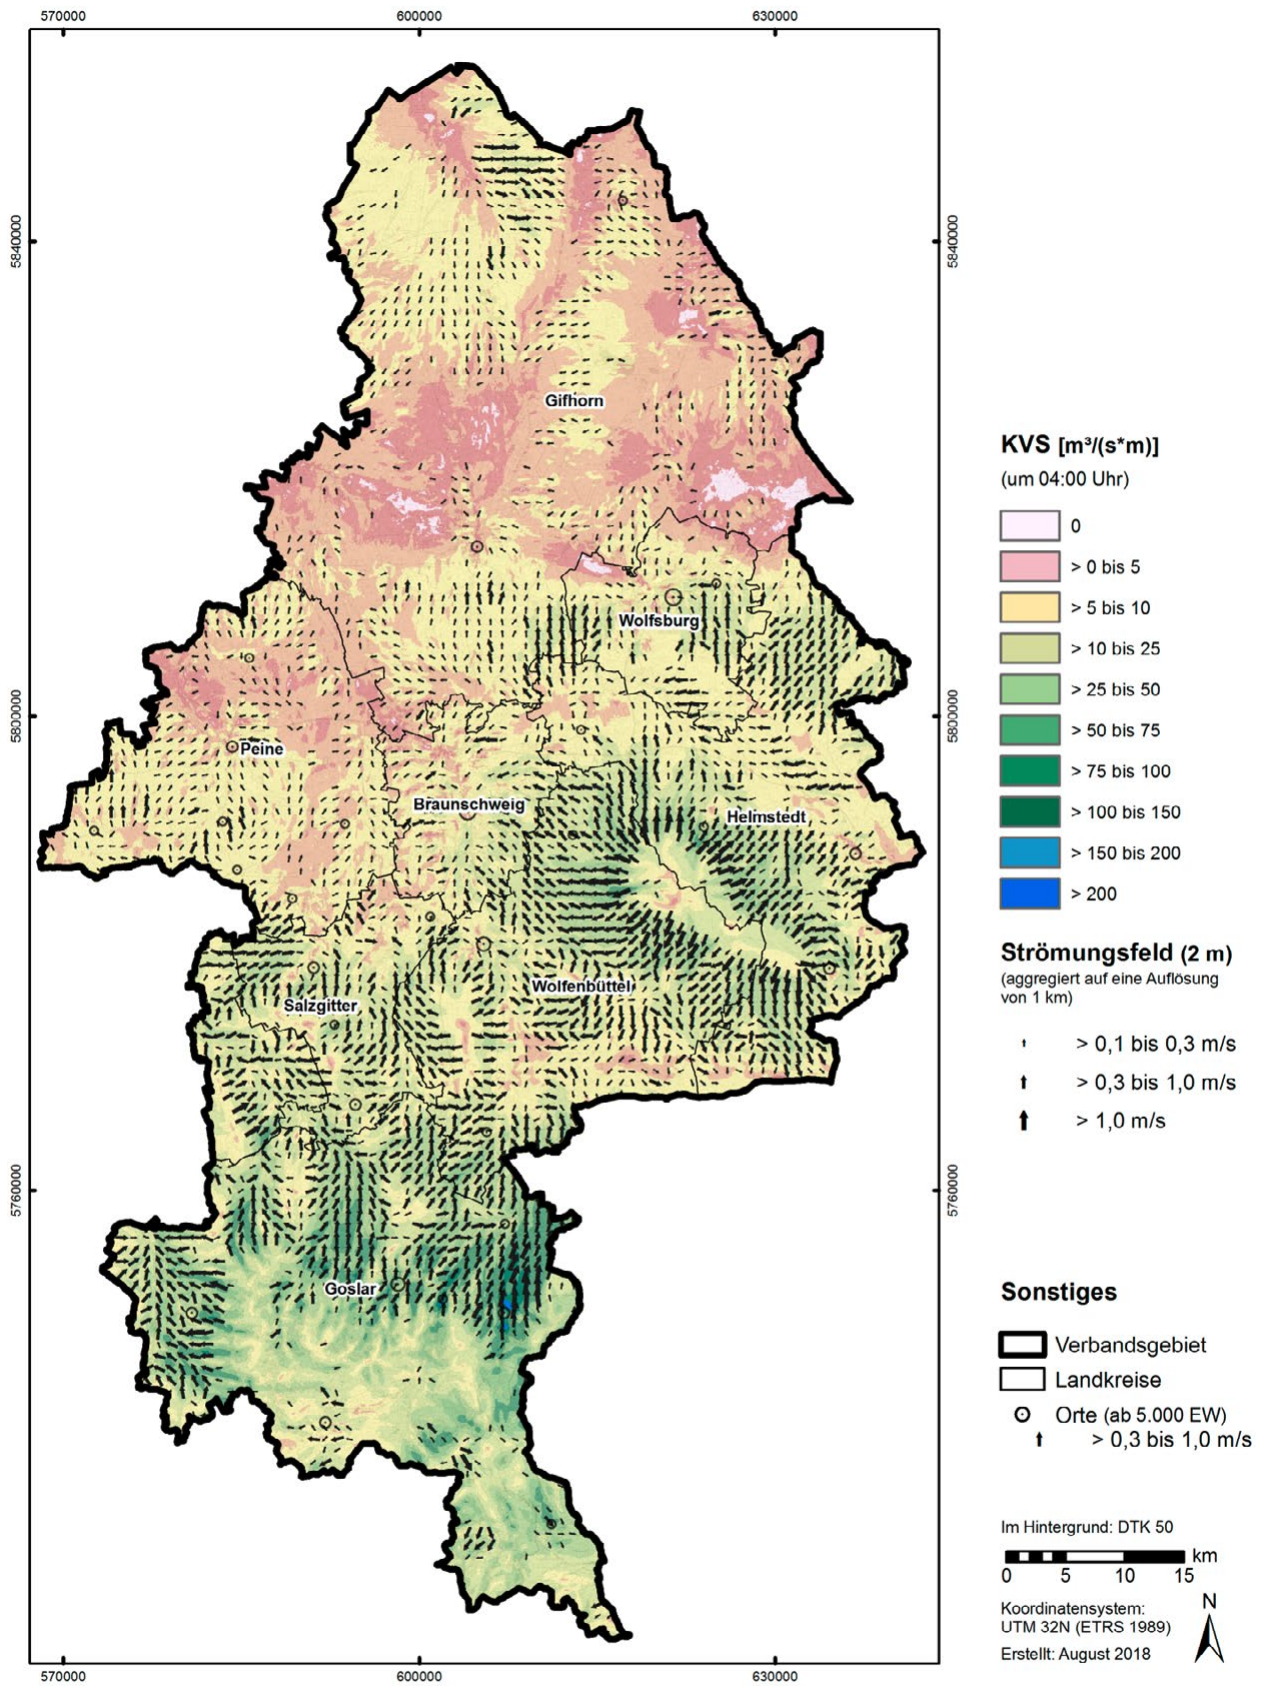 570000
600000
630000
5840000
5840000
Gifhorn
Wolfsburg
5800000
5800000
Peine
Braunschweig
Helmstedt
Wolfenbüttel
Salzgitter
5760000
5760000
Goslar
570000
600000
630000
KVS [m³/(s*m)]
(um 04:00 Uhr)
0
> 0 bis 5
> 5 bis 10
> 10 bis 25
> 25 bis 50
> 50 bis 75
> 75 bis 100
> 100 bis 150
> 150 bis 200
> 200
Strömungsfeld (2 m)
(aggregiert auf eine Auflösung
von 1 km)
> 0,1 bis 0,3 m/s
> 0,3 bis 1,0 m/s
> 1,0 m/s
Sonstiges
Verbandsgebiet
Landkreise
Orte (ab 5.000 EW)
> 0,3 bis 1,0 m/s
Im Hintergrund: DTK 50
km
0 5 10 15
Koordinatensystem:
UTM 32N (ETRS 1989)
Erstellt: August 2018
N